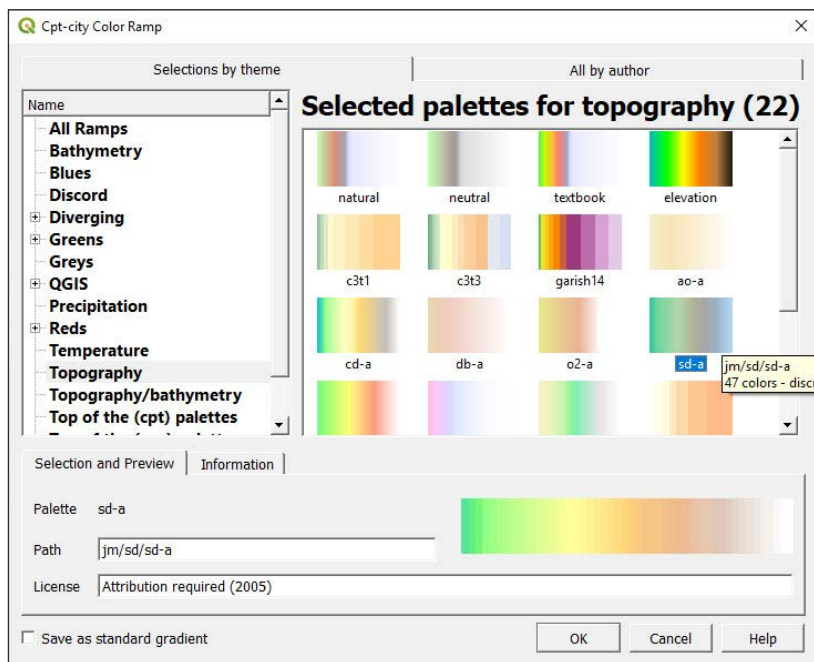 Cpt-city Color Ramp
Selections by theme
All by author
Name
All Ramps
Bathymetry
Blues
Discord
Diverging
Greens
Greys
QGIS
Precipitation
Reds
Temperature
Topography
Topography/bathymetry
Top of the (cpt) palettes
Selected palettes for topography (22)
natural neutral textbook elevation
c3t1 c3t3 garish14 ao-a
cd-a db-a o2-a sd-a
jm/sd/sd-a
47 colors - discr
Selection and Preview Information
Palette sd-a
Path jm/sd/sd-a
License Attribution required (2005)
Save as standard gradient
OK Cancel Help